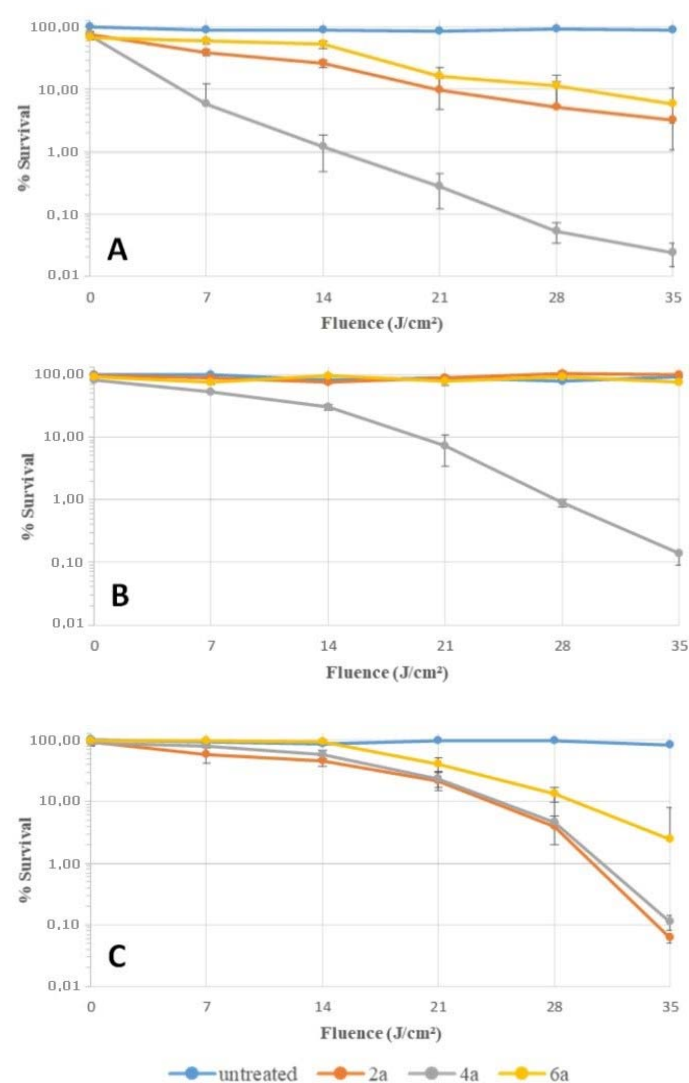 100,00
10,00
1,00
0,10
0,01
% Survival
A
0 7 14 21 28 35
Fluence (J/cm²)
100,00
10,00
1,00
0,10
0,01
% Survival
B
0 7 14 21 28 35
Fluence (J/cm²)
100,00
10,00
1,00
0,10
0,01
% Survival
C
0 7 14 21 28 35
Fluence (J/cm²)
untreated 2a 4a 6a